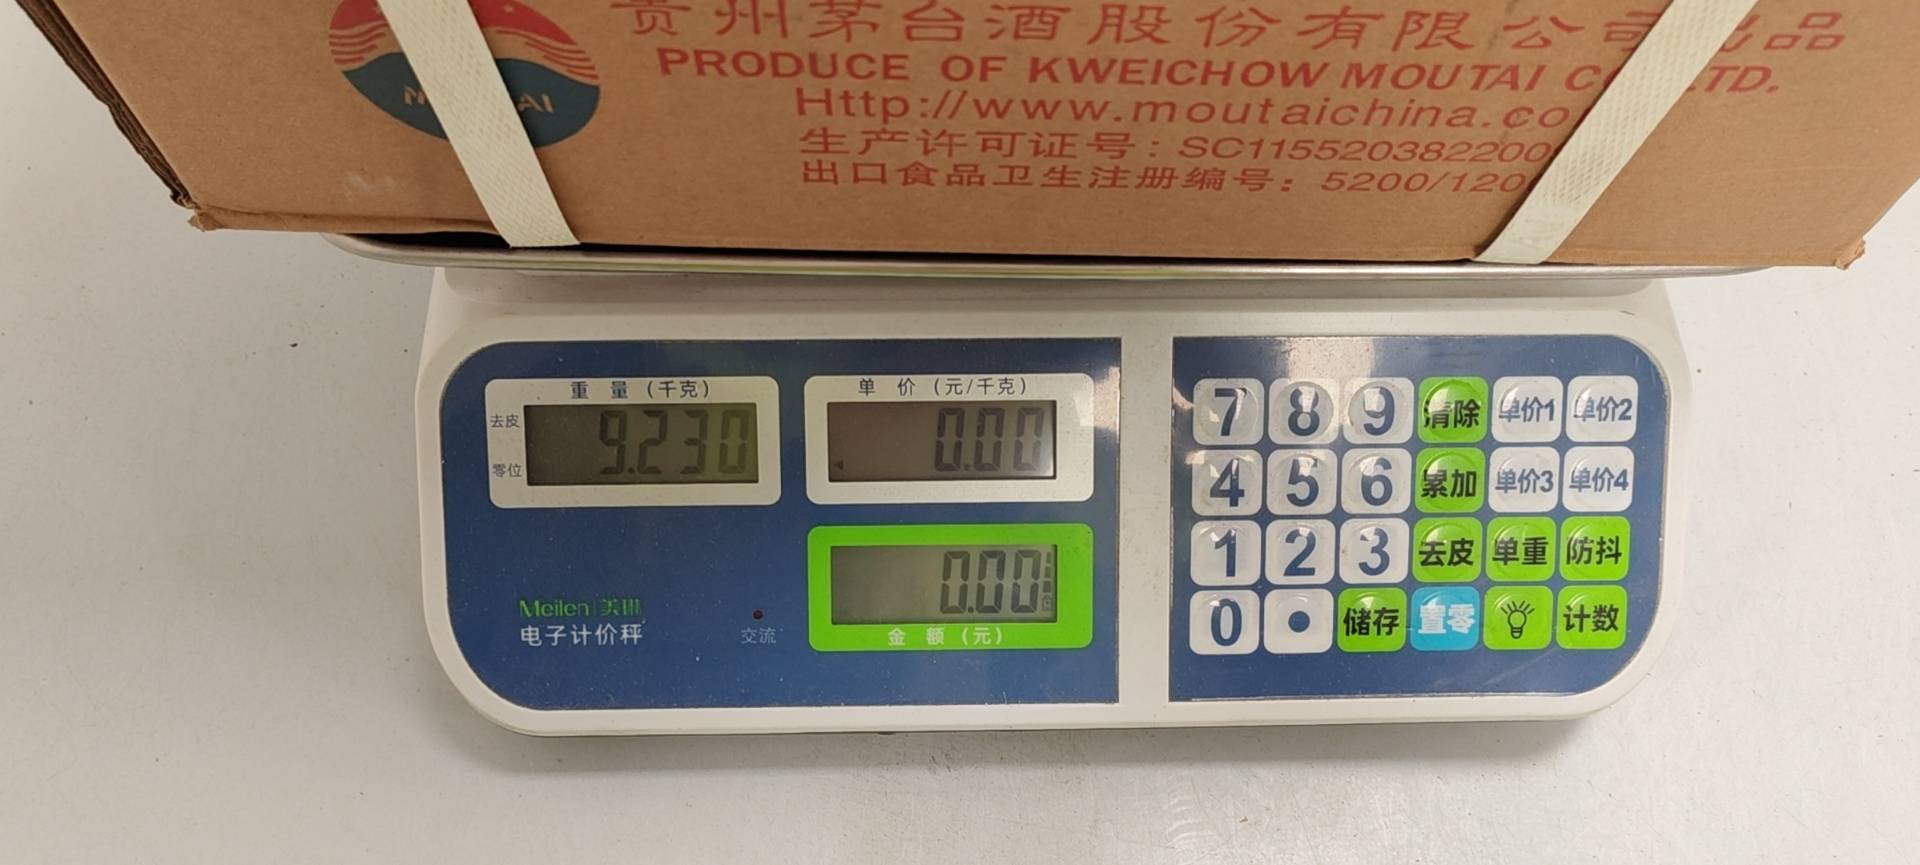 贵州茅台酒股份有限公司出品
PRODUCE OF KWEICHOW MOUTAI CO., LTD.
Http://www.moutaichina.co
生产许可证号：SC115520382200
出口食品卫生注册编号：5200/120
重量（千克）
去皮
零位
9.230
单价（元/千克）
0.00
0.00
金额（元）
Meilen 美琳
电子计价秤
交流
7 8 9 清除 单价1 单价2
4 5 6 累加 单价3 单价4
1 2 3 去皮 单重 防抖
0 • 储存 置零 计数